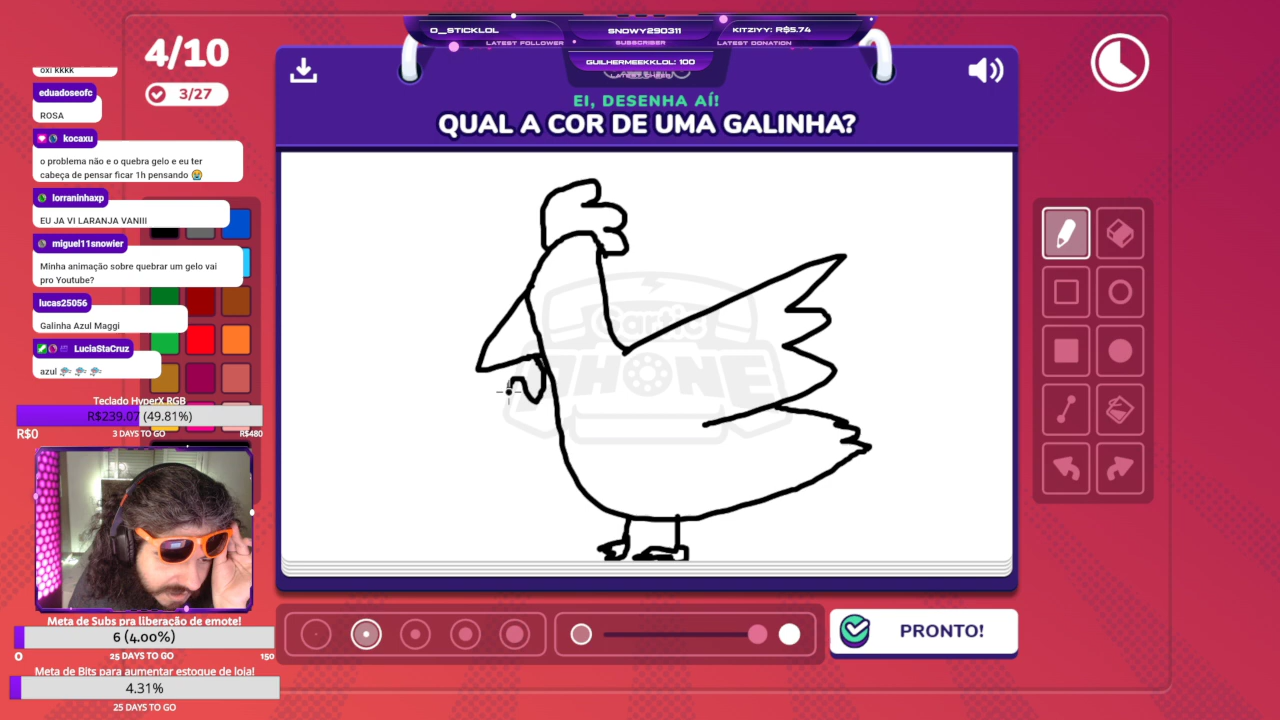 O__STICKLOL
LATEST FOLLOWER
SNOWY290311
SUBSCRIBER
KITZIYY: R$5.74
LATEST DONATION
GUILHERMEEKKLOL: 100
4/10
3/27
EI, DESENHA AÍ!
QUAL A COR DE UMA GALINHA?
oxi kkkk
eduadoseofc
ROSA
kocaxu
o problema não e o quebra gelo e eu ter
cabeça de pensar ficar 1h pensando 😭
lorraninhaxp
EU JA VI LARANJA VANIII
miguel11snowier
Minha animação sobre quebrar um gelo vai
pro Youtube?
lucas25056
Galinha Azul Maggi
LuciaStaCruz
azul
Gartic
PHONE
Teclado HyperX RGB
R$239.07 (49.81%)
R$0
3 DAYS TO GO
R$480
Meta de Subs pra liberação de emote!
6 (4.00%)
0
25 DAYS TO GO
150
Meta de Bits para aumentar estoque de loja!
4.31%
25 DAYS TO GO
PRONTO!